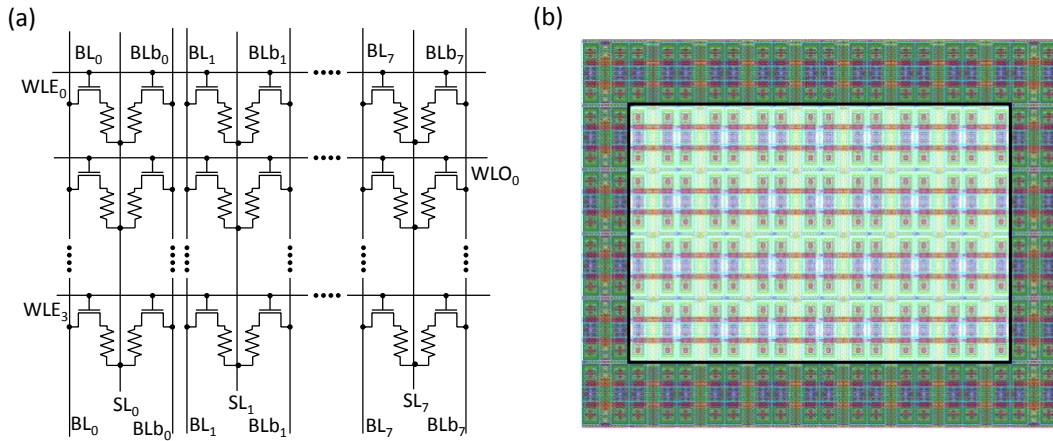 (a)
(b)
BL₀ BLb₀ BL₁ BLb₁ BL₇ BLb₇
WLE₀
WLO₀
WLE₃
SL₀ SL₁ SL₇
BL₀ BLb₀ BL₁ BLb₁ BL₇ BLb₇